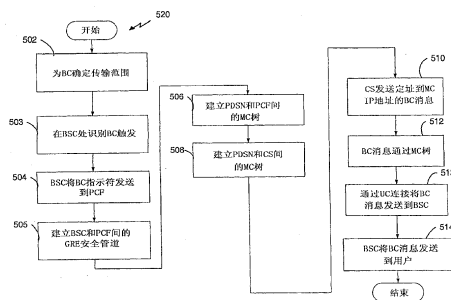 开始
520
502
为BC确定传输范围
503
在BSC处识别BC触发
504
BSC将BC指示符发送
到PCF
505
建立BSC和PCF间的
GRE安全管道
506
建立PDSN和PCF间
的MC树
508
建立PDSN和CS间的
MC树
510
CS发送定址到MC
IP地址的BC消息
512
BC消息通过MC树
513
通过UC连接将BC
消息发送到BSC
514
BSC将BC消息发送
到用户
结束